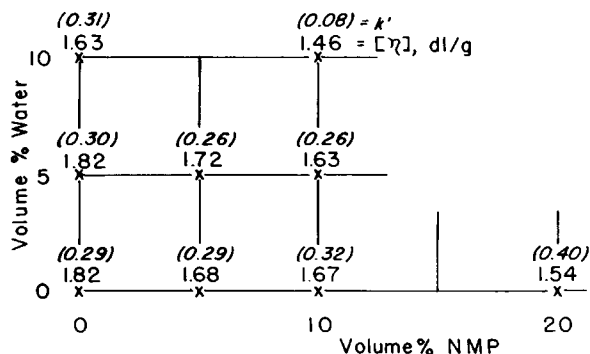 (0.31) (0.08) = k'
1.63 1.46 = [η], dl/g
10
(0.30) (0.26) (0.26)
1.82 1.72 1.63
5
(0.29) (0.29) (0.32) (0.40)
1.82 1.68 1.67 1.54
0
0 10 20
Volume % NMP
Volume % Water